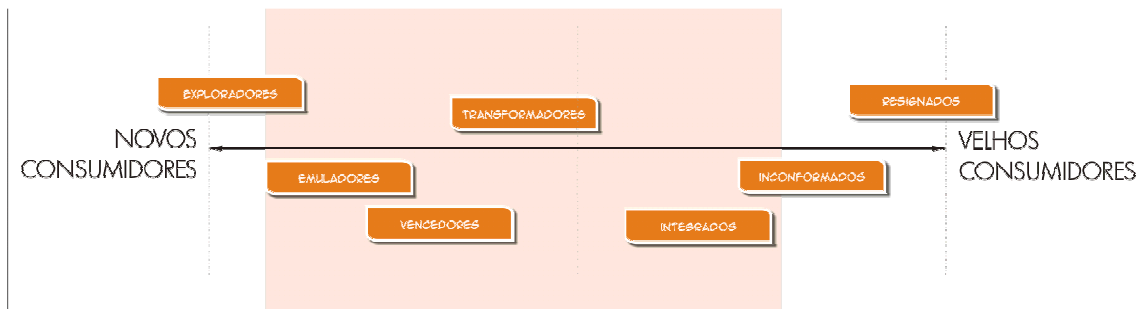 EXPLORADORES
RESIGNADOS
TRANSFORMADORES
NOVOS
CONSUMIDORES
VELHOS
CONSUMIDORES
EMULADORES
INCONFORMADOS
VENCEDORES
INTEGRADOS